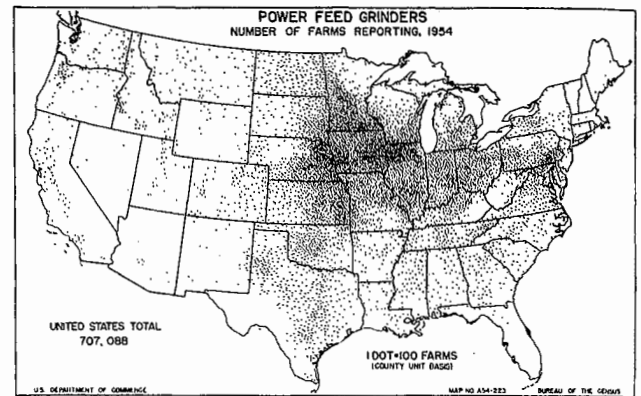 POWER FEED GRINDERS
NUMBER OF FARMS REPORTING, 1954
UNITED STATES TOTAL
707, 088
1 DOT=100 FARMS
(COUNTY UNIT BASIS)
U.S. DEPARTMENT OF COMMERCE
MAP NO A54-223
BUREAU OF THE CENSUS